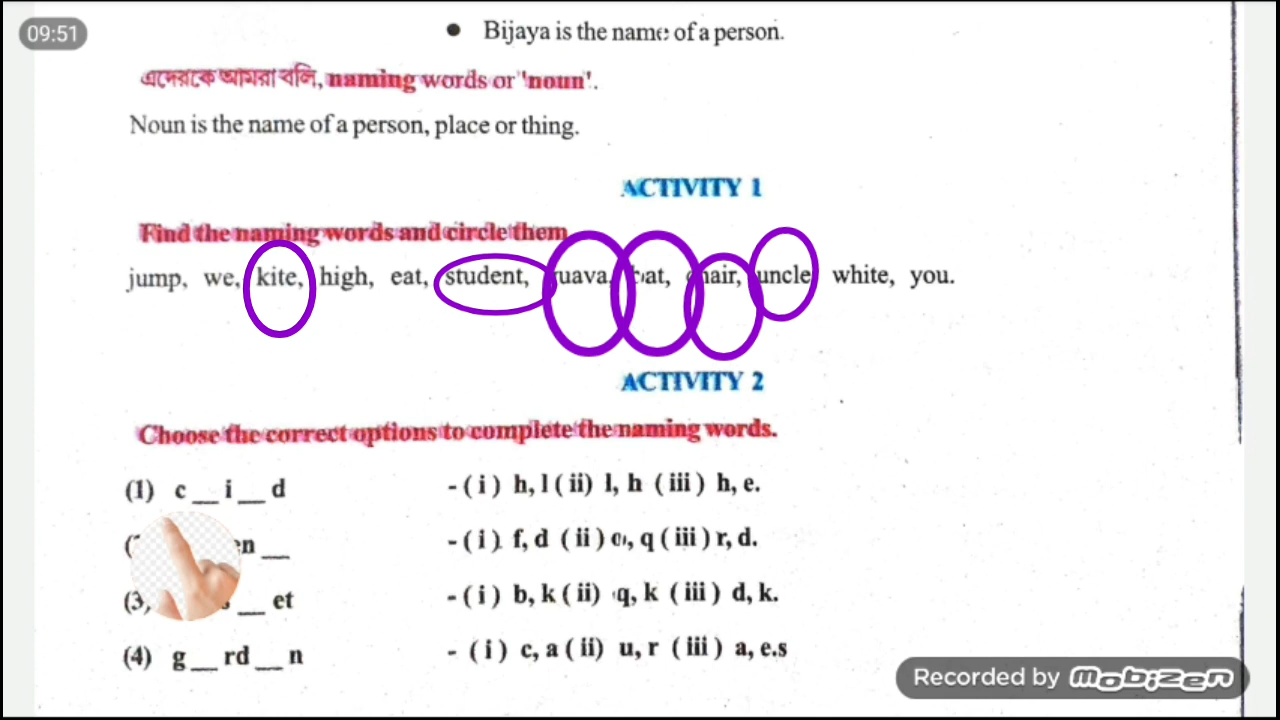 09:51
• Bijaya is the name of a person.
এদেরকে আমরা বলি, naming words or 'noun'.
Noun is the name of a person, place or thing.
ACTIVITY 1
Find the naming words and circle them
jump, we, kite, high, eat, student, uava, at, hair, uncle white, you.
ACTIVITY 2
Choose the correct options to complete the naming words.
(1) c __ i __ d - (i) h, l (ii) l, h (iii) h, e.
en __ - (i) f, d (ii) q (iii) r, d.
(3) __ et - (i) b, k (ii) q, k (iii) d, k.
(4) g __ rd __ n - (i) c, a (ii) u, r (iii) a, e.s
Recorded by mobizen